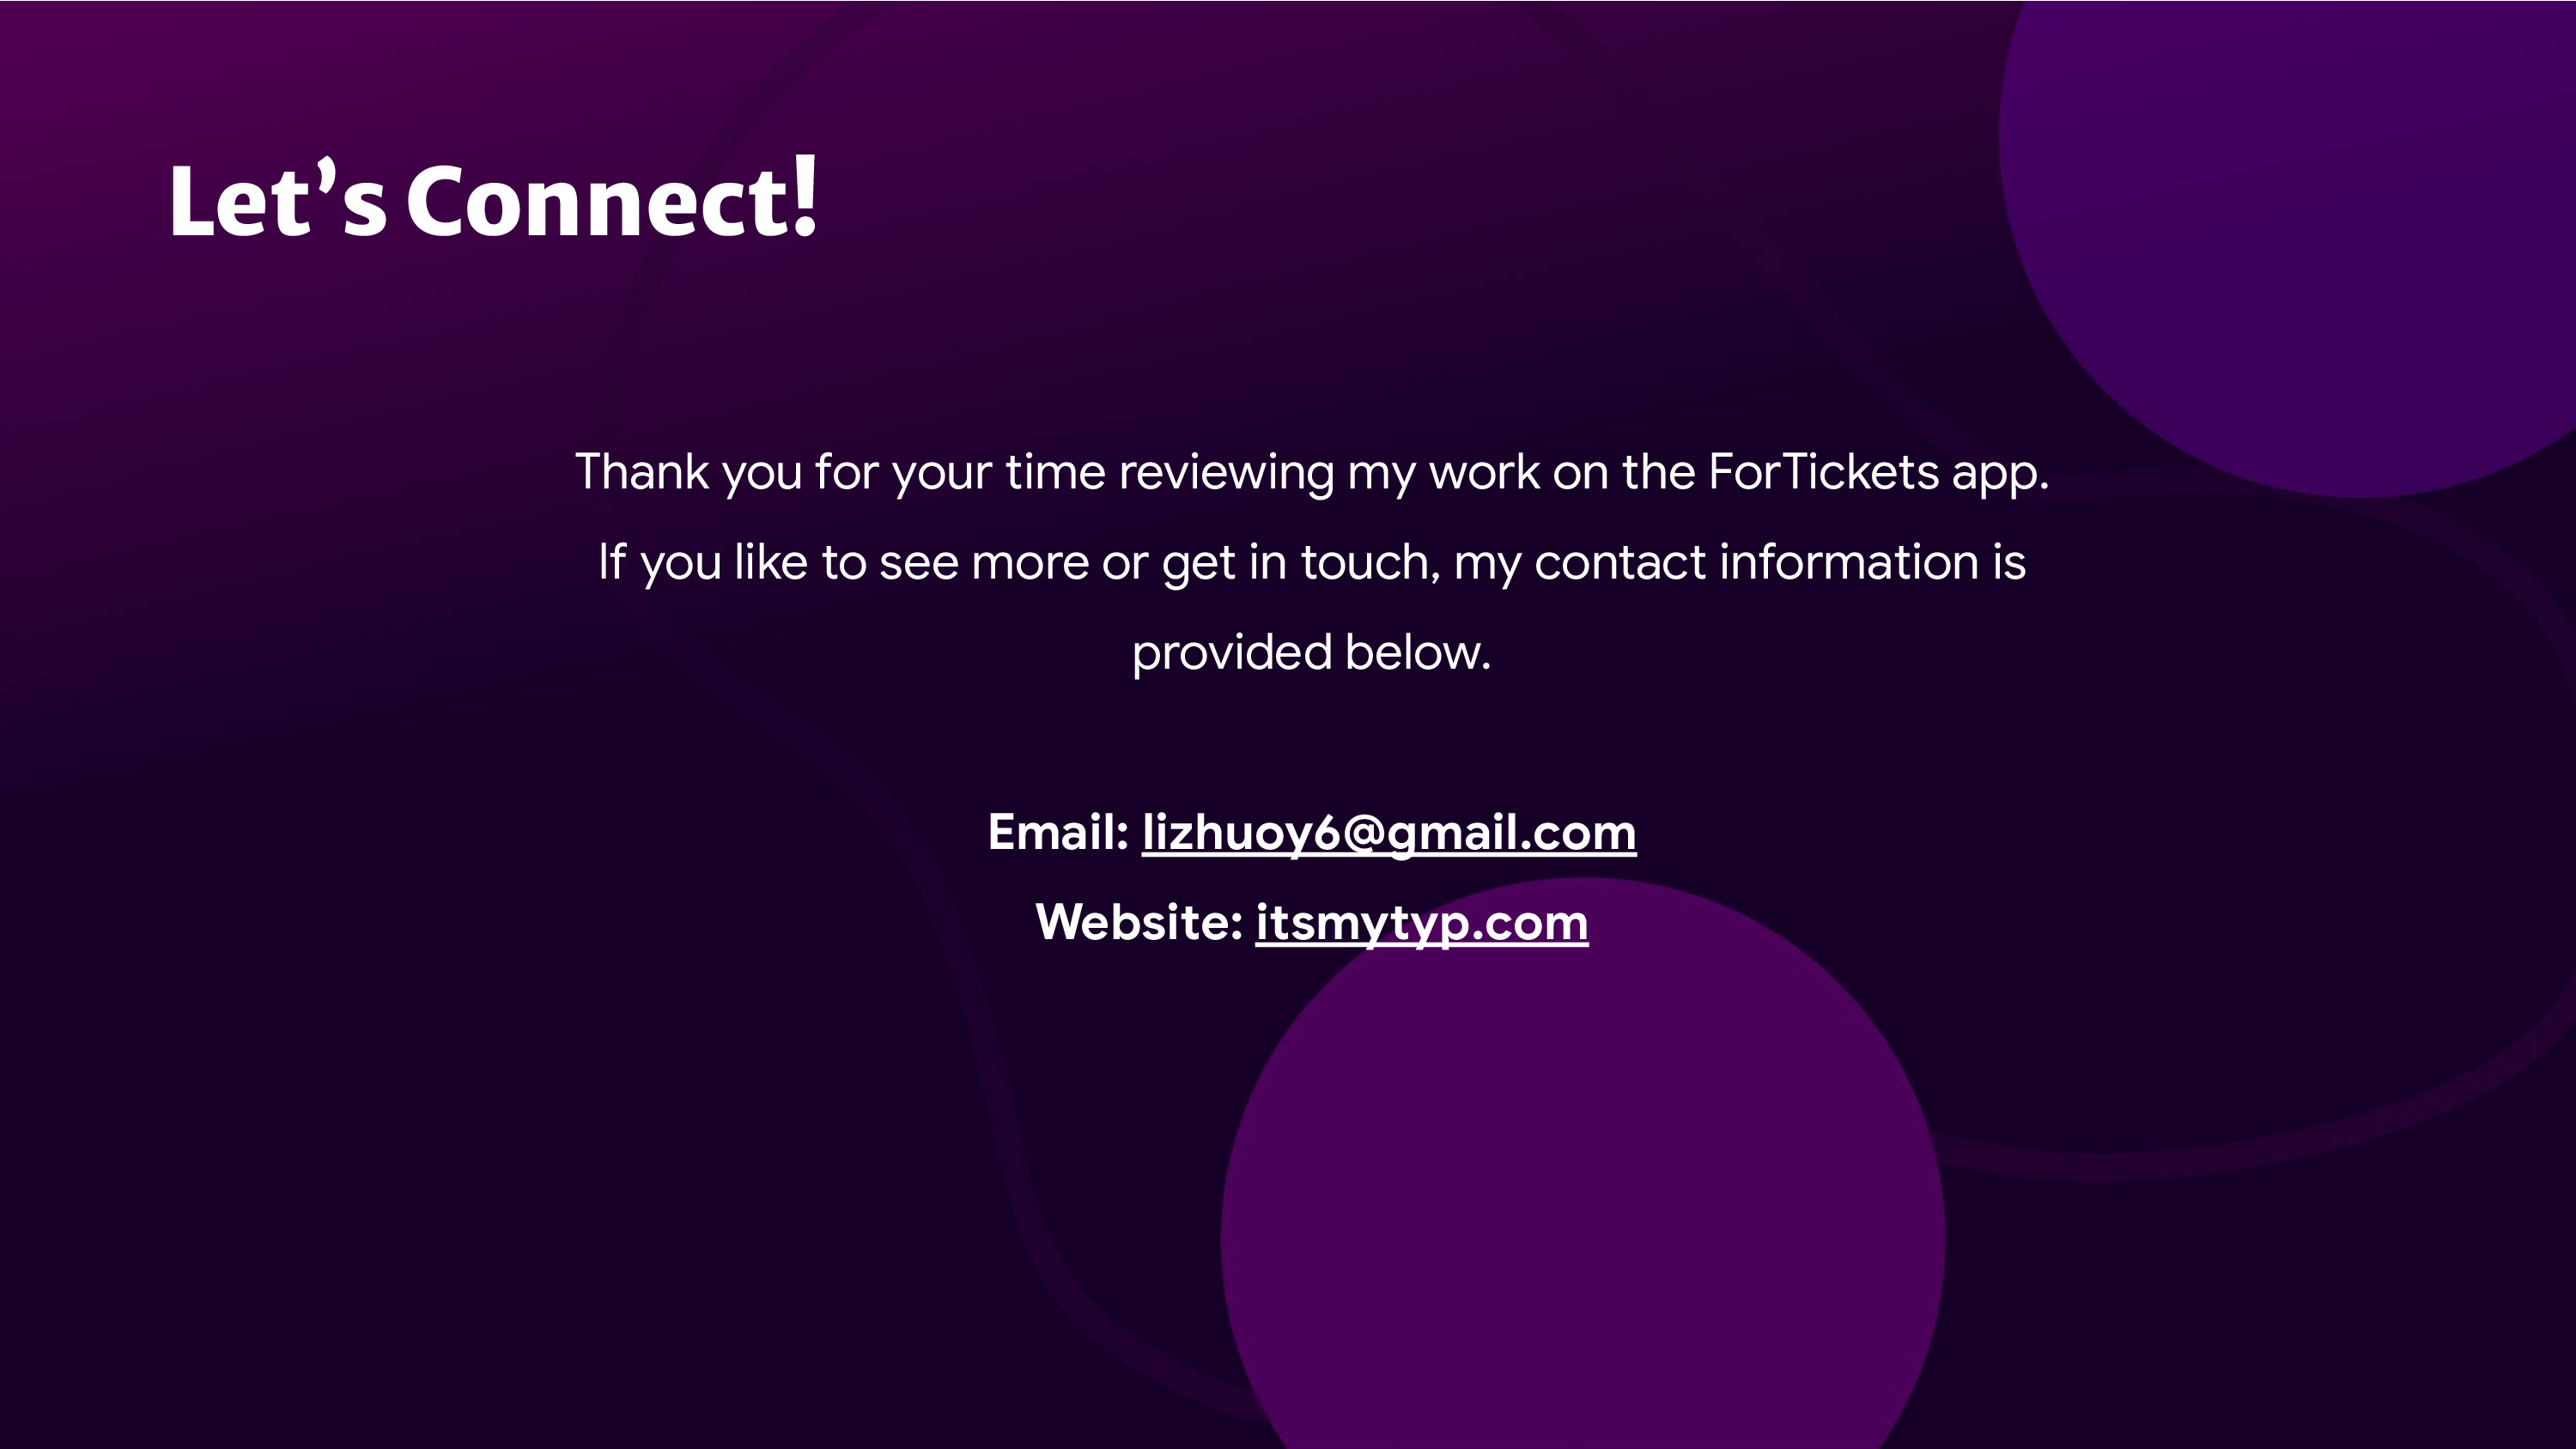 Let’s Connect!
Thank you for your time reviewing my work on the ForTickets app.
If you like to see more or get in touch, my contact information is
provided below.
Email: lizhuoy6@gmail.com
Website: itsmytyp.com